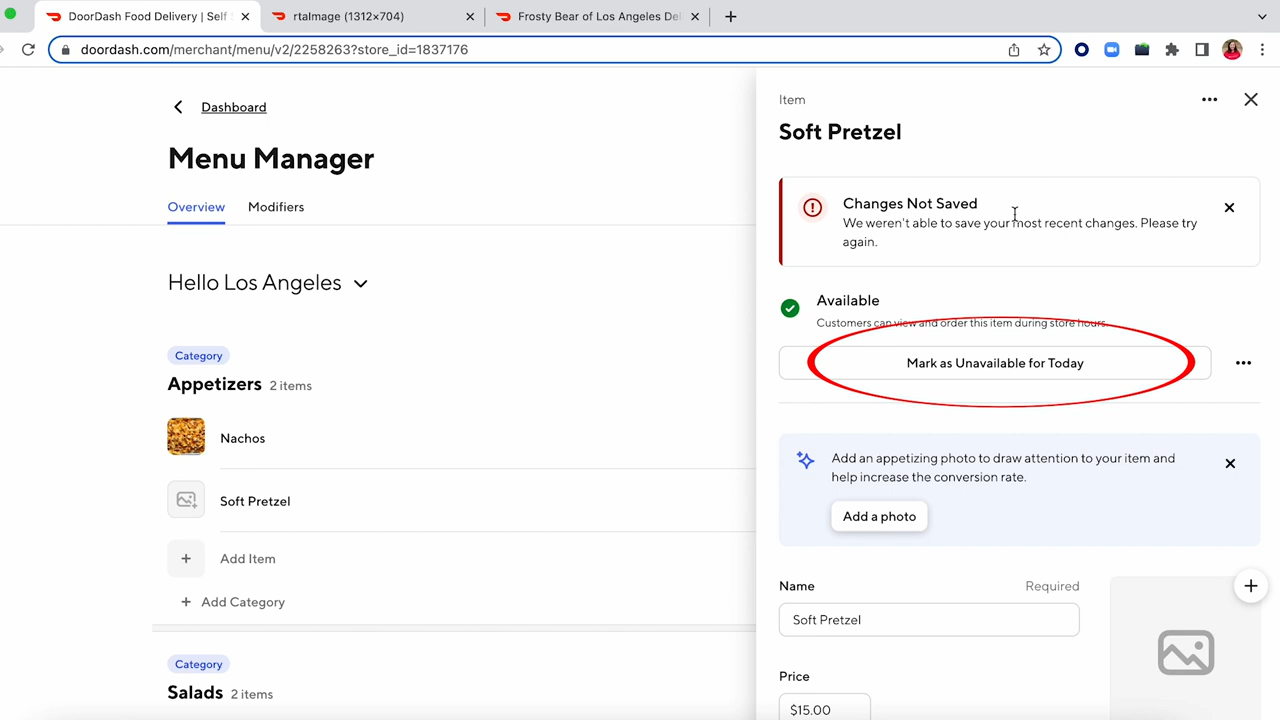 DoorDash Food Delivery | Self
rtaImage (1312×704)
Frosty Bear of Los Angeles Del
doordash.com/merchant/menu/v2/2258263?store_id=1837176
Dashboard
Menu Manager
Overview
Modifiers
Hello Los Angeles
Category
Appetizers 2 items
Nachos
Soft Pretzel
Add Item
Add Category
Category
Salads 2 items
Item
Soft Pretzel
Changes Not Saved
We weren't able to save your most recent changes. Please try
again.
Available
Customers can view and order this item during store hours.
Mark as Unavailable for Today
Add an appetizing photo to draw attention to your item and
help increase the conversion rate.
Add a photo
Name Required
Soft Pretzel
Price
$15.00